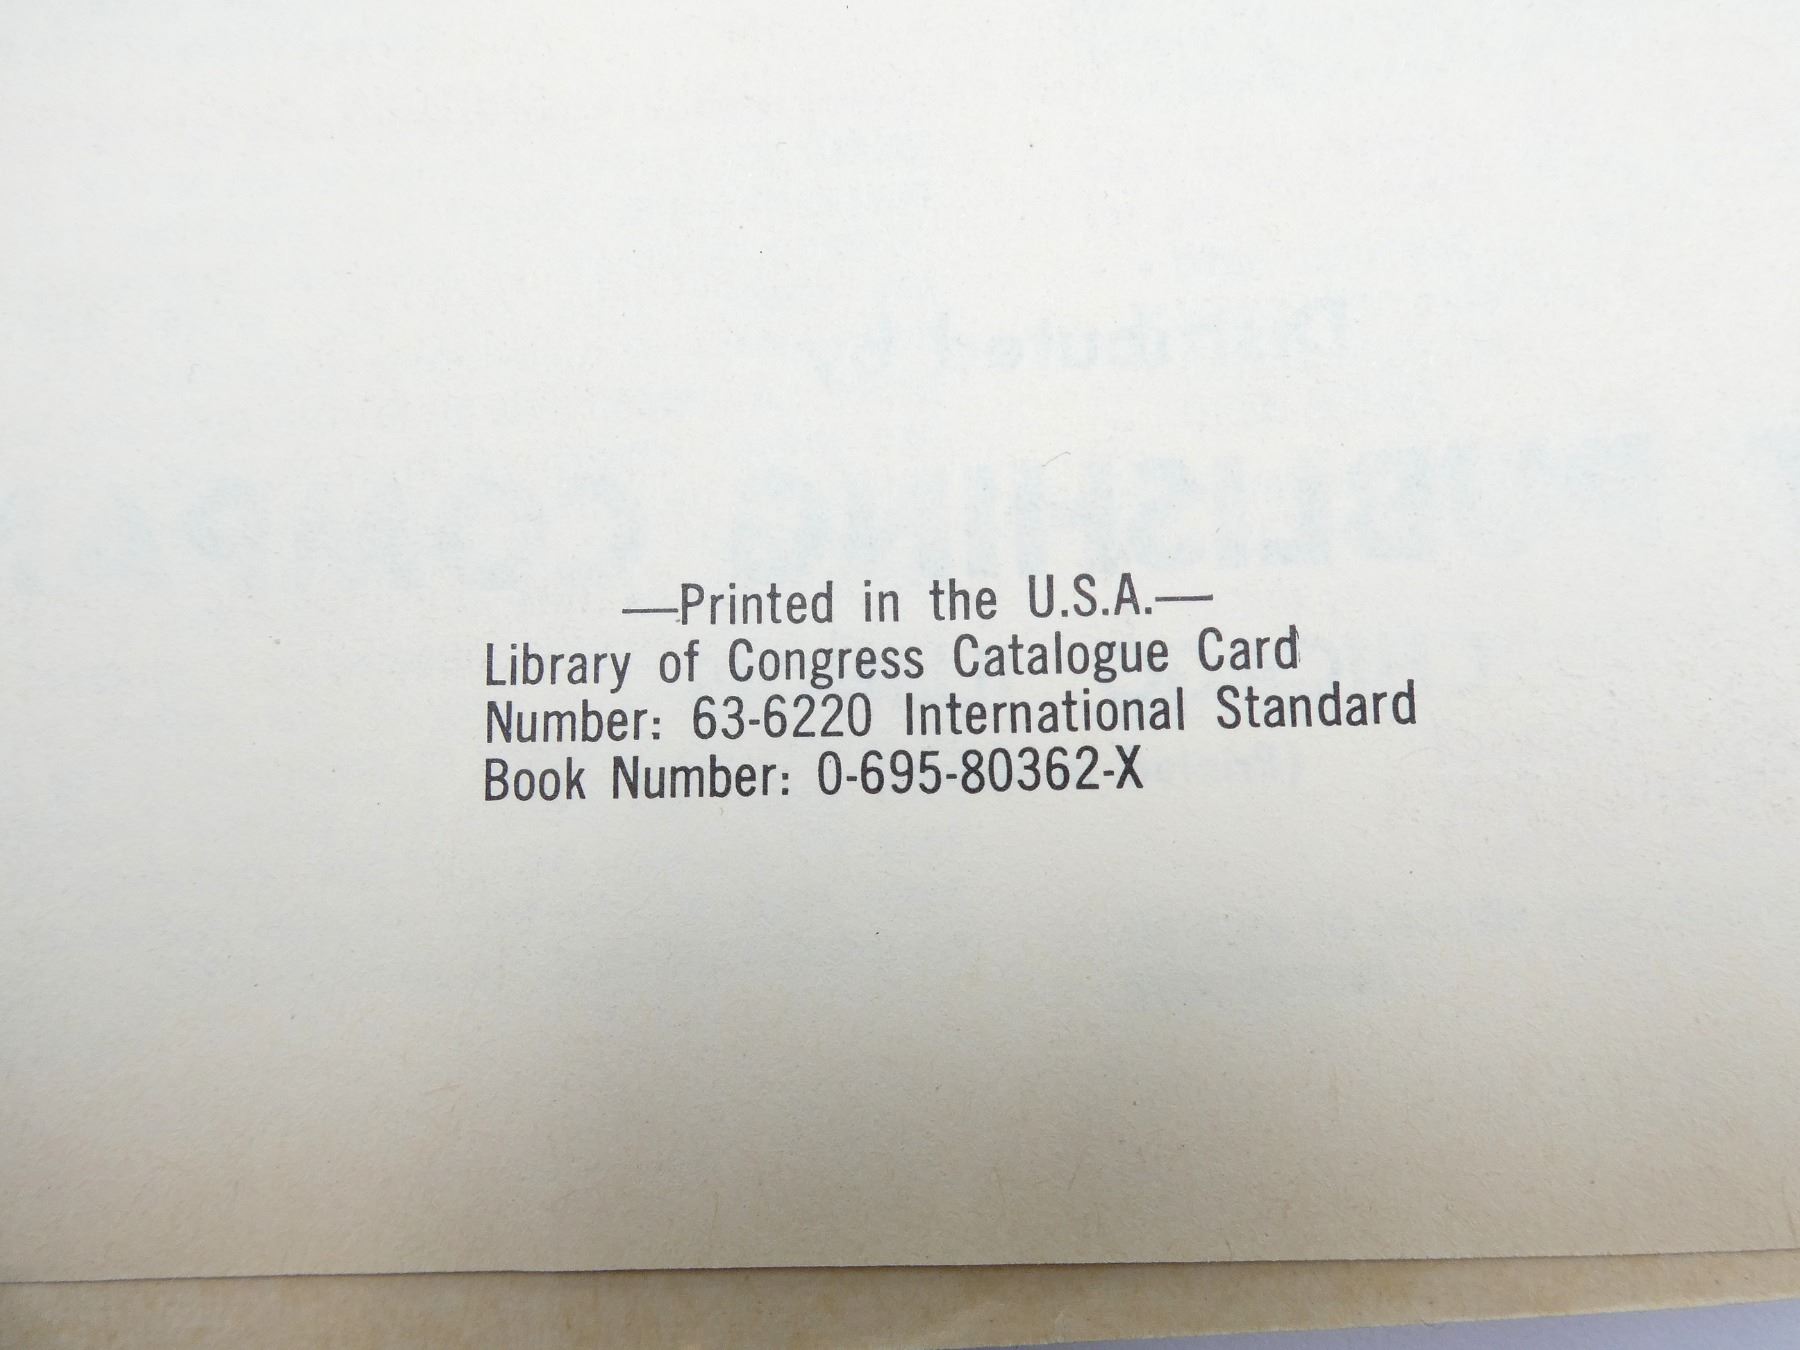 —Printed in the U.S.A.—
Library of Congress Catalogue Card
Number: 63-6220 International Standard
Book Number: 0-695-80362-X